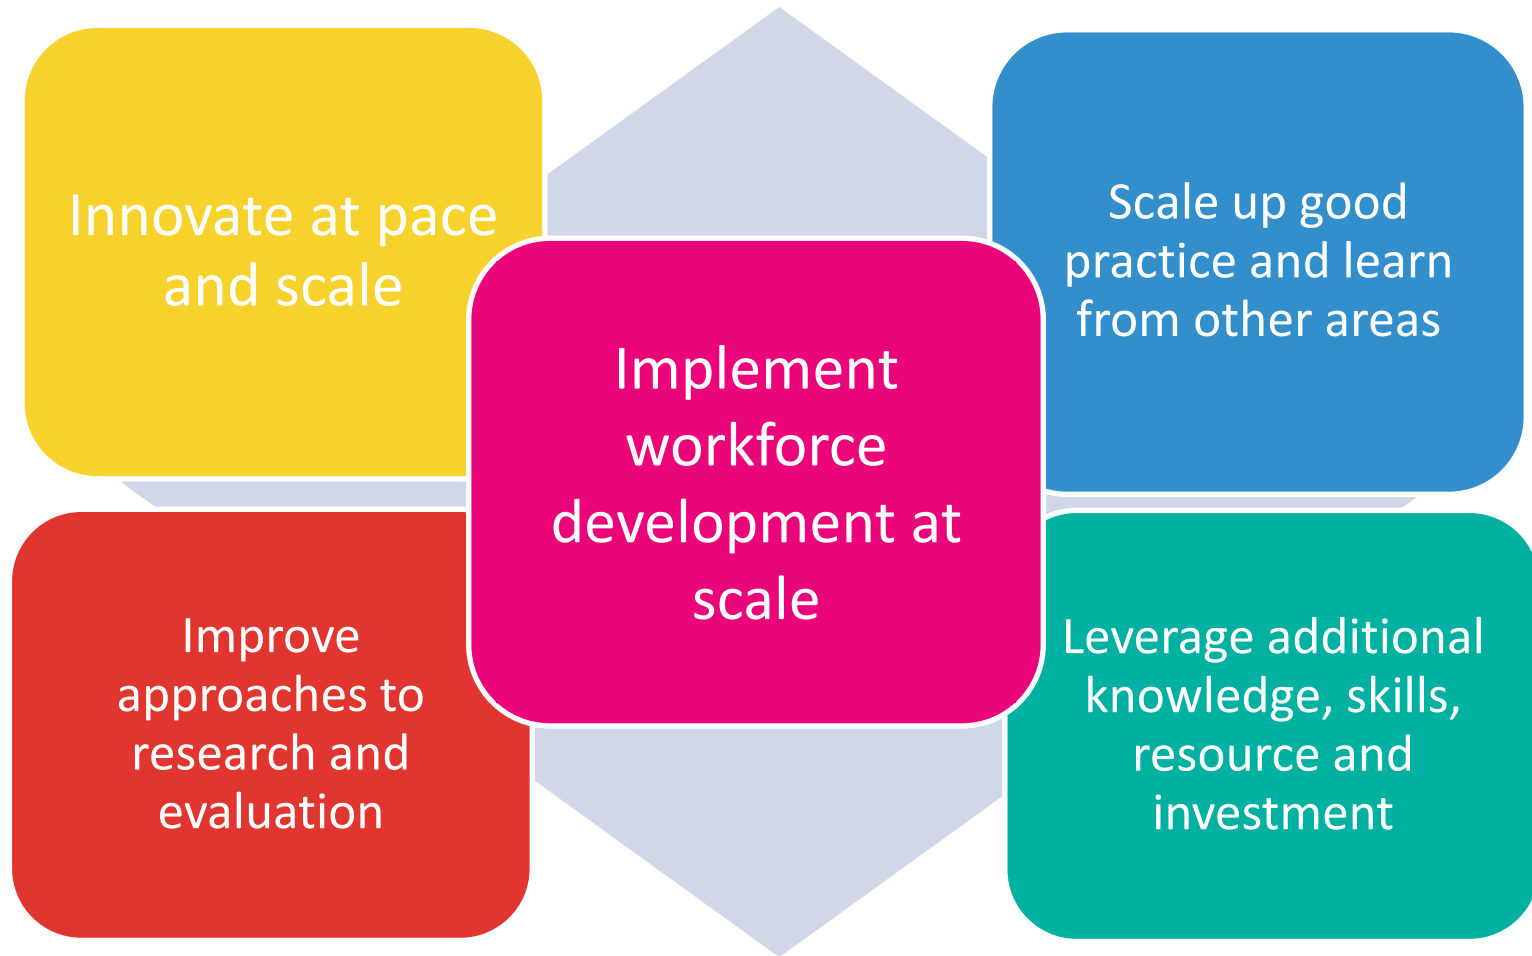 Innovate at pace
and scale
Scale up good
practice and learn
from other areas
Implement
workforce
development at
scale
Improve
approaches to
research and
evaluation
Leverage additional
knowledge, skills,
resource and
investment